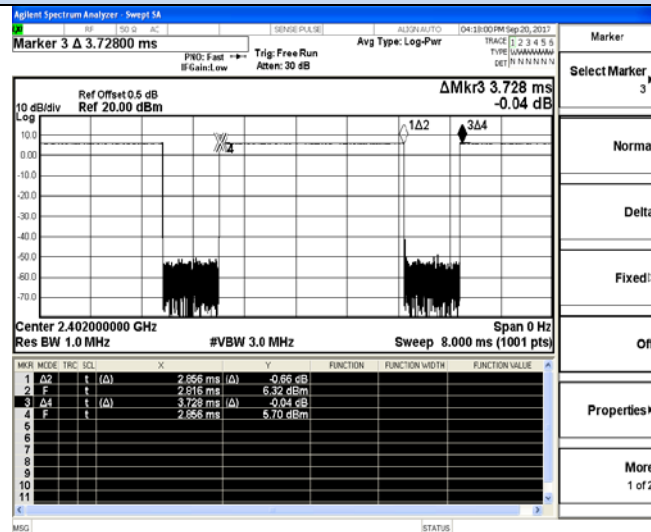 Agilent Spectrum Analyzer - Swept SA
RF 50 Ω AC SENSE:PULSE ALIGNAUTO 04:18:00 PM Sep 20, 2017
Marker 3 Δ 3.72800 ms
PNO: Fast
IFGain:Low
Trig: Free Run
Atten: 30 dB
Avg Type: Log-Pwr
TRACE 1 2 3 4 5 6
TYPE
DET N N N N N N
Ref Offset 0.5 dB
10 dB/div Ref 20.00 dBm
ΔMkr3 3.728 ms
-0.04 dB
Log
1Δ2
3Δ4
4
10.0
0.00
-10.0
-20.0
-30.0
-40.0
-50.0
-60.0
-70.0
Center 2.402000000 GHz Span 0 Hz
Res BW 1.0 MHz #VBW 3.0 MHz Sweep 8.000 ms (1001 pts)
MKR MODE TRC SCL X Y FUNCTION FUNCTION WIDTH FUNCTION VALUE
1 Δ2 t (Δ) 2.856 ms (Δ) -0.66 dB
2 F t 2.816 ms 6.32 dBm
3 Δ4 t (Δ) 3.728 ms (Δ) -0.04 dB
4 F t 2.856 ms 5.70 dBm
5
6
7
8
9
10
11
MSG STATUS
Marker
Select Marker
3
Norma
Delta
Fixed
Off
Properties
More
1 of 2